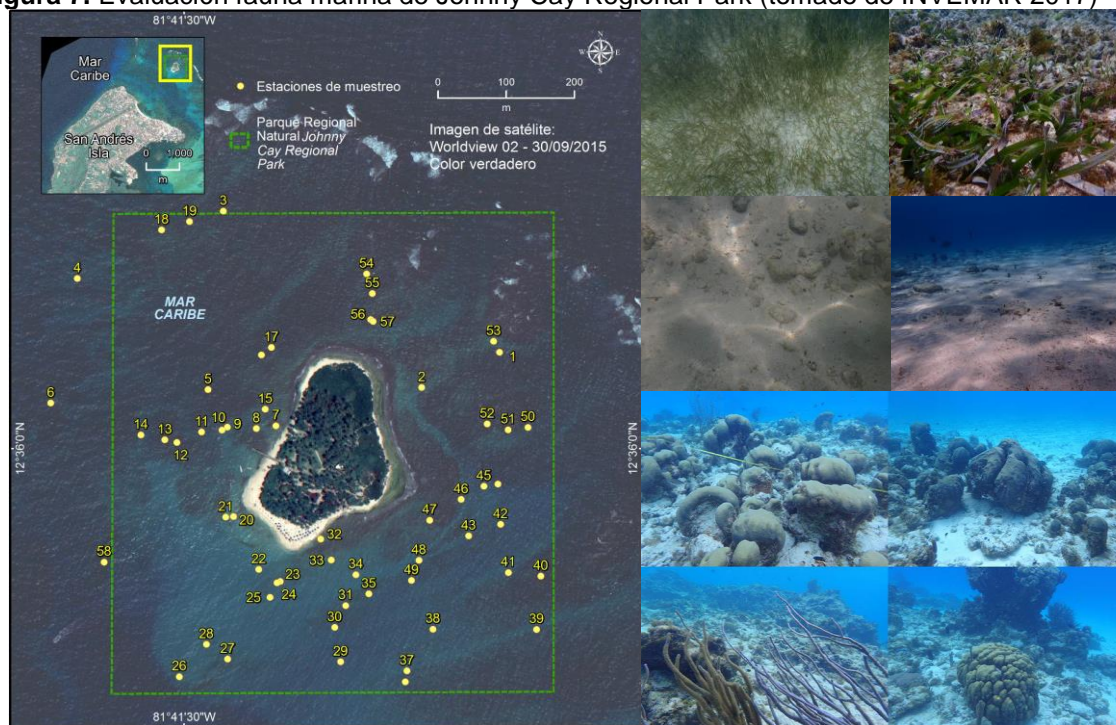 Figura 7. Evaluación fauna marina de Johnny Cay Regional Park (tomado de INVEMAR 2017)
81°41'30"W
Mar
Caribe
San Andrés
Isla
0 1.000
m
Estaciones de muestreo
Parque Regional
Natural Johnny
Cay Regional
Park
N
W E
S
0 100 200
m
Imagen de satélite:
Worldview 02 - 30/09/2015
Color verdadero
3
19
18
4
MAR
CARIBE
54
55
56 57
53
1
17
2
5
6
15
52 51 50
14 13 11 10 9 8 7
12
12°36'0"N
12°36'0"N
45
46
21 20
47
42
43
32
58
33
48
22
34
41 40
23
49
24
25
35
31
30
38
39
28
27
29
26
37
81°41'30"W